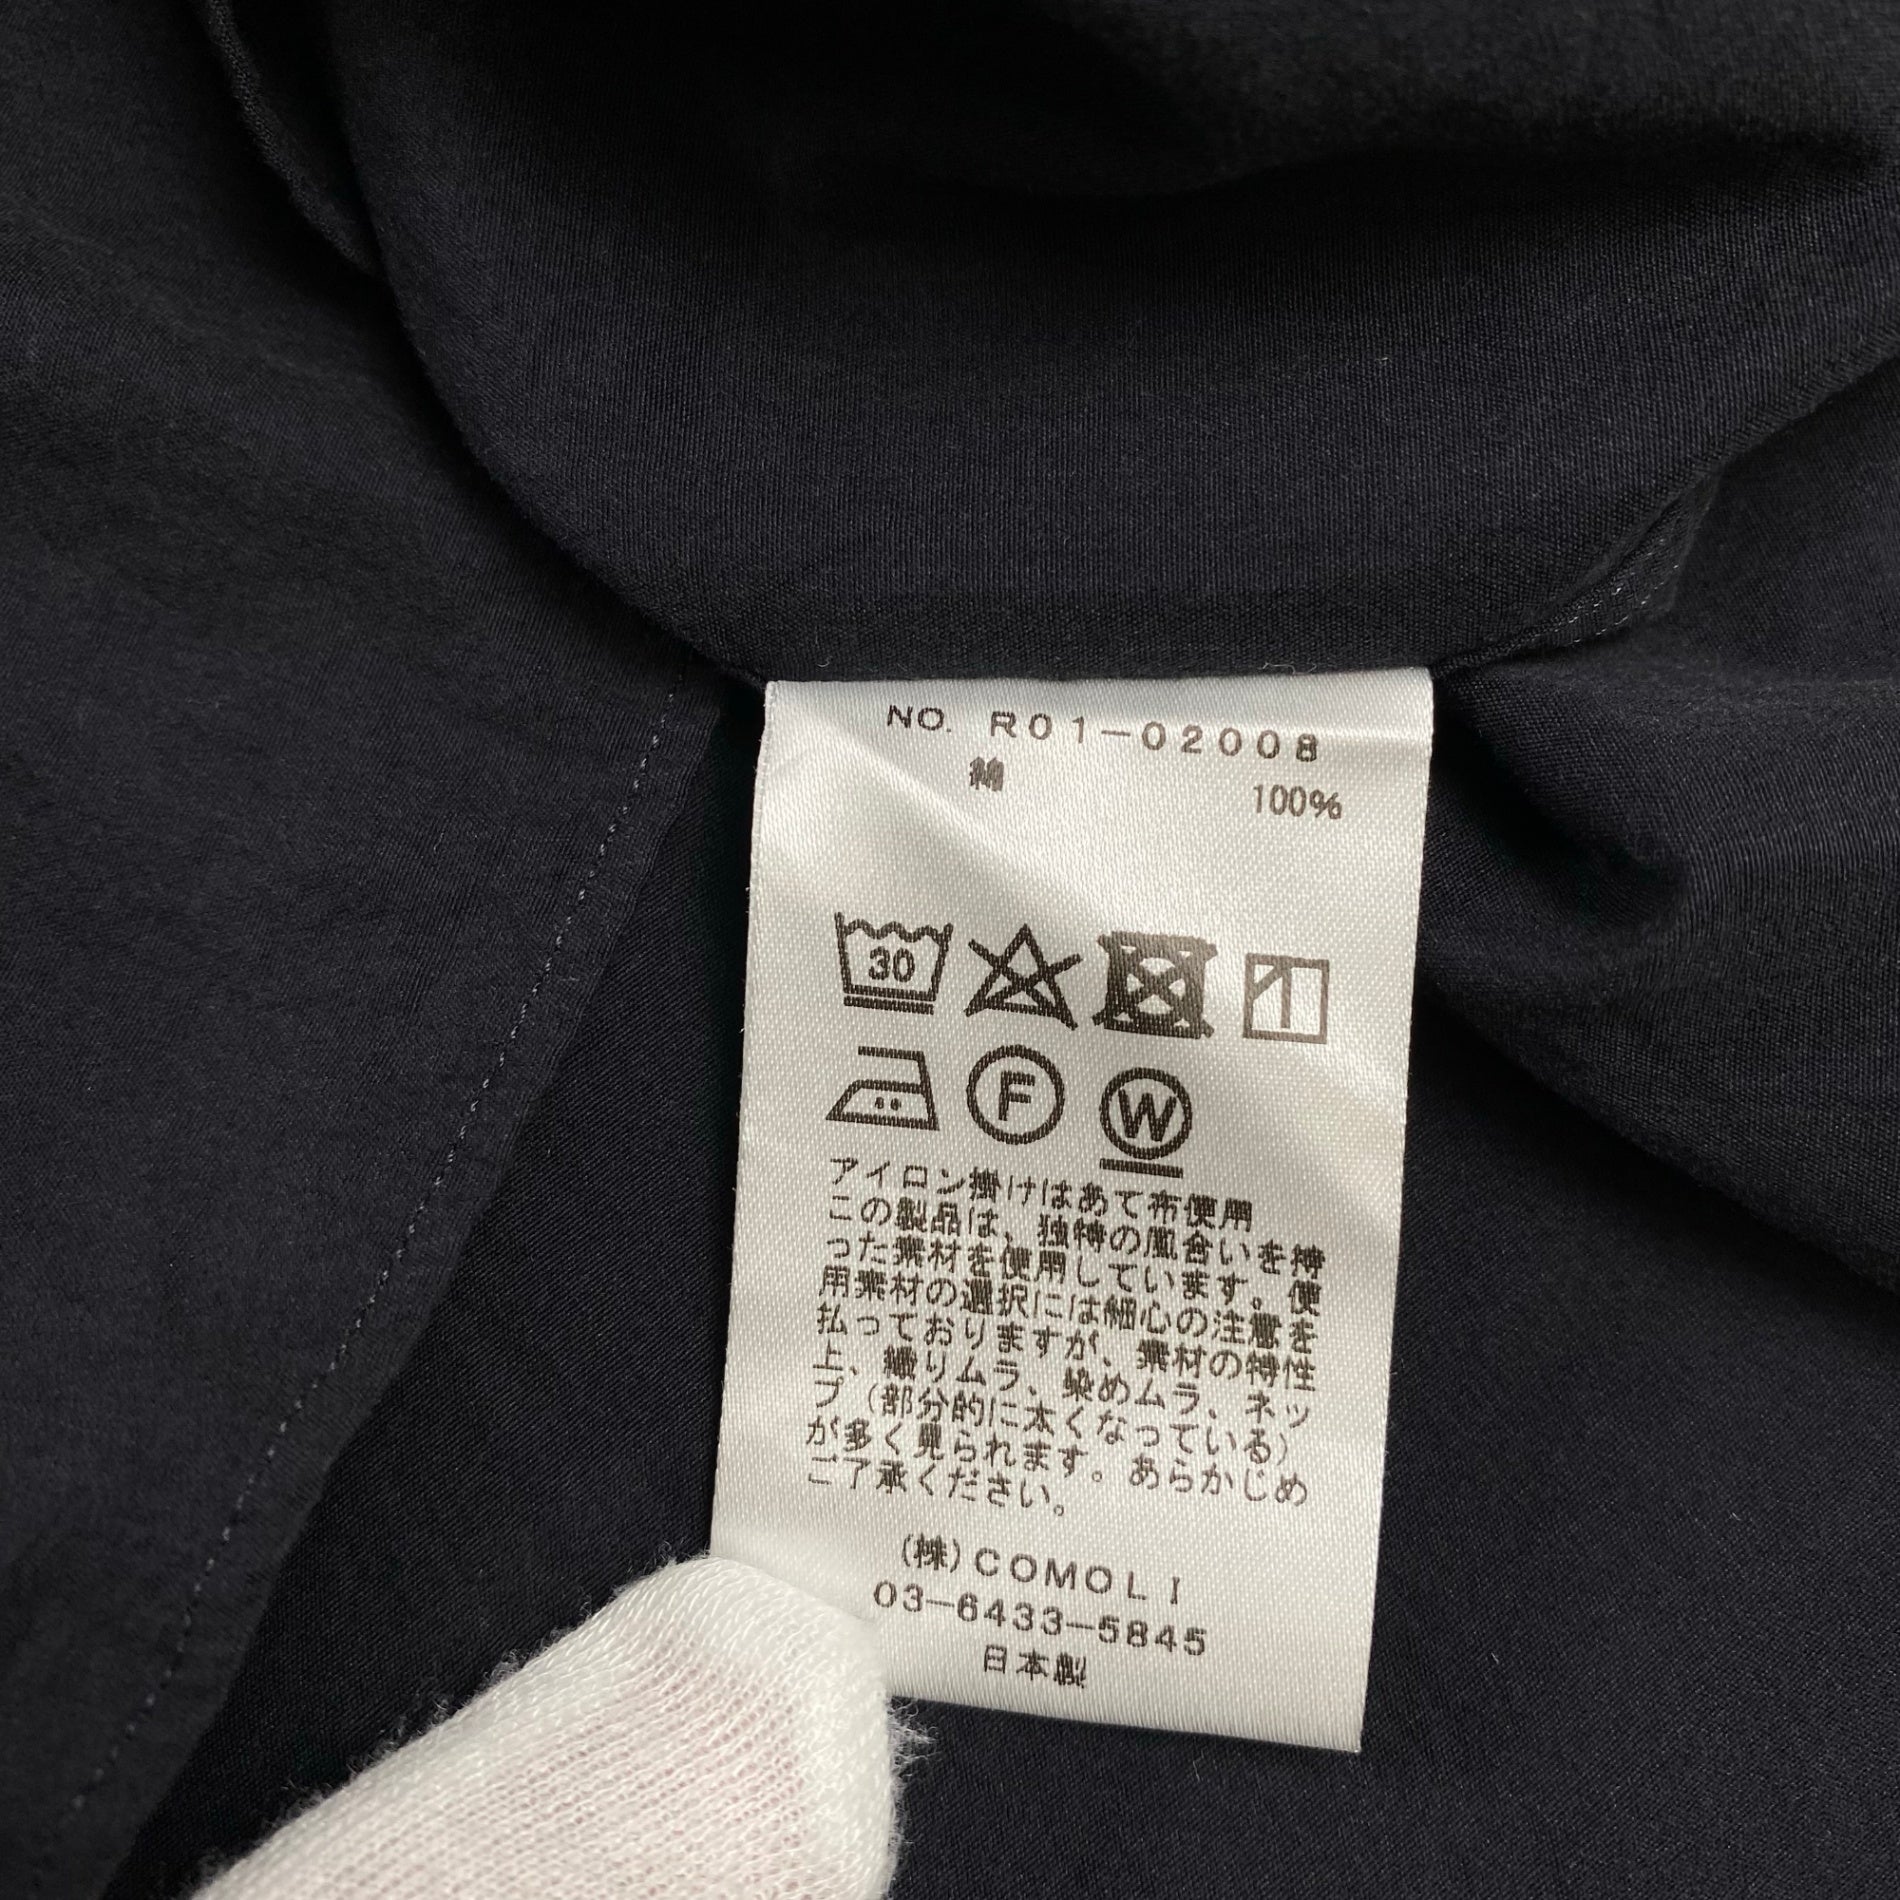 NO. R01-02008
綿 100%
30
F W
アイロン掛けはあて布使用
この製品は、独特の風合いを持
った素材を使用しています。使
用素材の選択には細心の注意を
払っておりますが、素材の特性
上、織りムラ、染めムラ、ネッ
プ（部分的に太くなっている）
が多く見られます。あらかじめ
ご了承ください。
(株)COMOLI
03-6433-5845
日本製